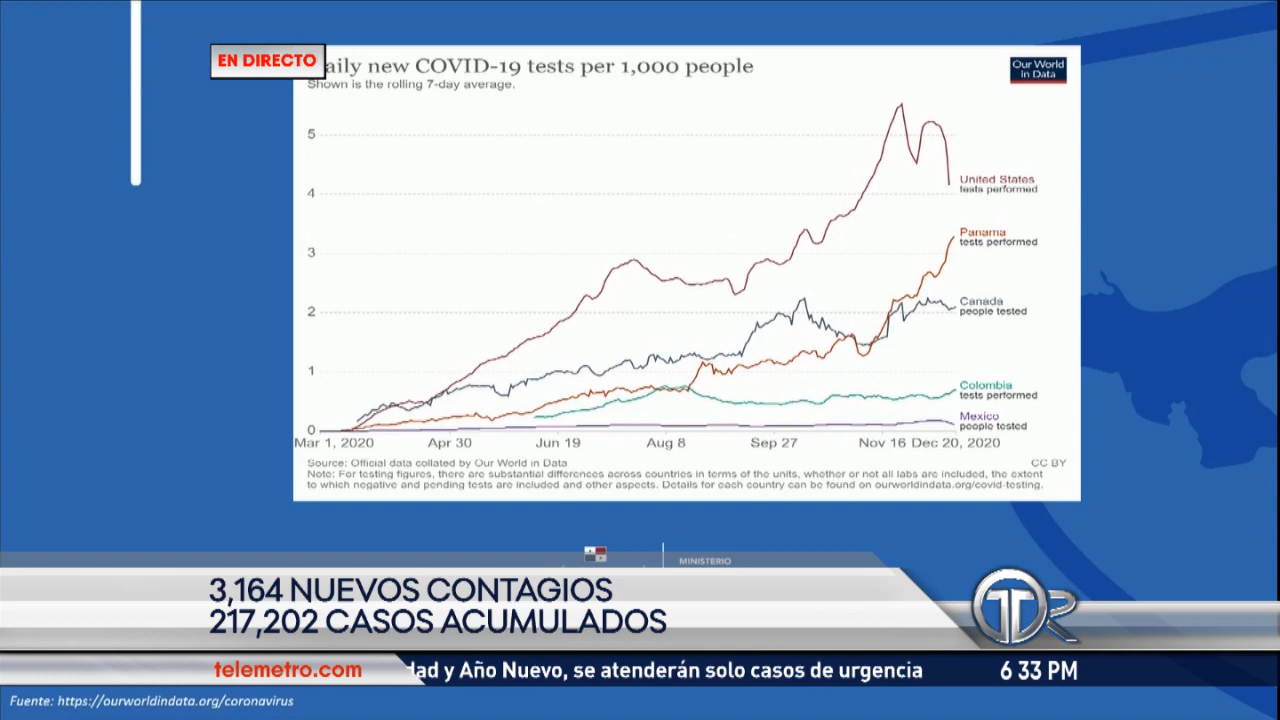 EN DIRECTO
aily new COVID-19 tests per 1,000 people
Shown is the rolling 7-day average.
Our World
in Data
5
4
3
2
1
0
United States
tests performed
Panama
tests performed
Canada
people tested
Colombia
tests performed
Mexico
people tested
Mar 1, 2020 Apr 30 Jun 19 Aug 8 Sep 27 Nov 16 Dec 20, 2020
Source: Official data collated by Our World in Data CC BY
Note: For testing figures, there are substantial differences across countries in terms of the units, whether or not all labs are included, the extent
to which negative and pending tests are included and other aspects. Details for each country can be found on ourworldindata.org/covid-testing.
MINISTERIO
3,164 NUEVOS CONTAGIOS
217,202 CASOS ACUMULADOS
TR
telemetro.com dad y Año Nuevo, se atenderán solo casos de urgencia 6 33 PM
Fuente: https://ourworldindata.org/coronavirus